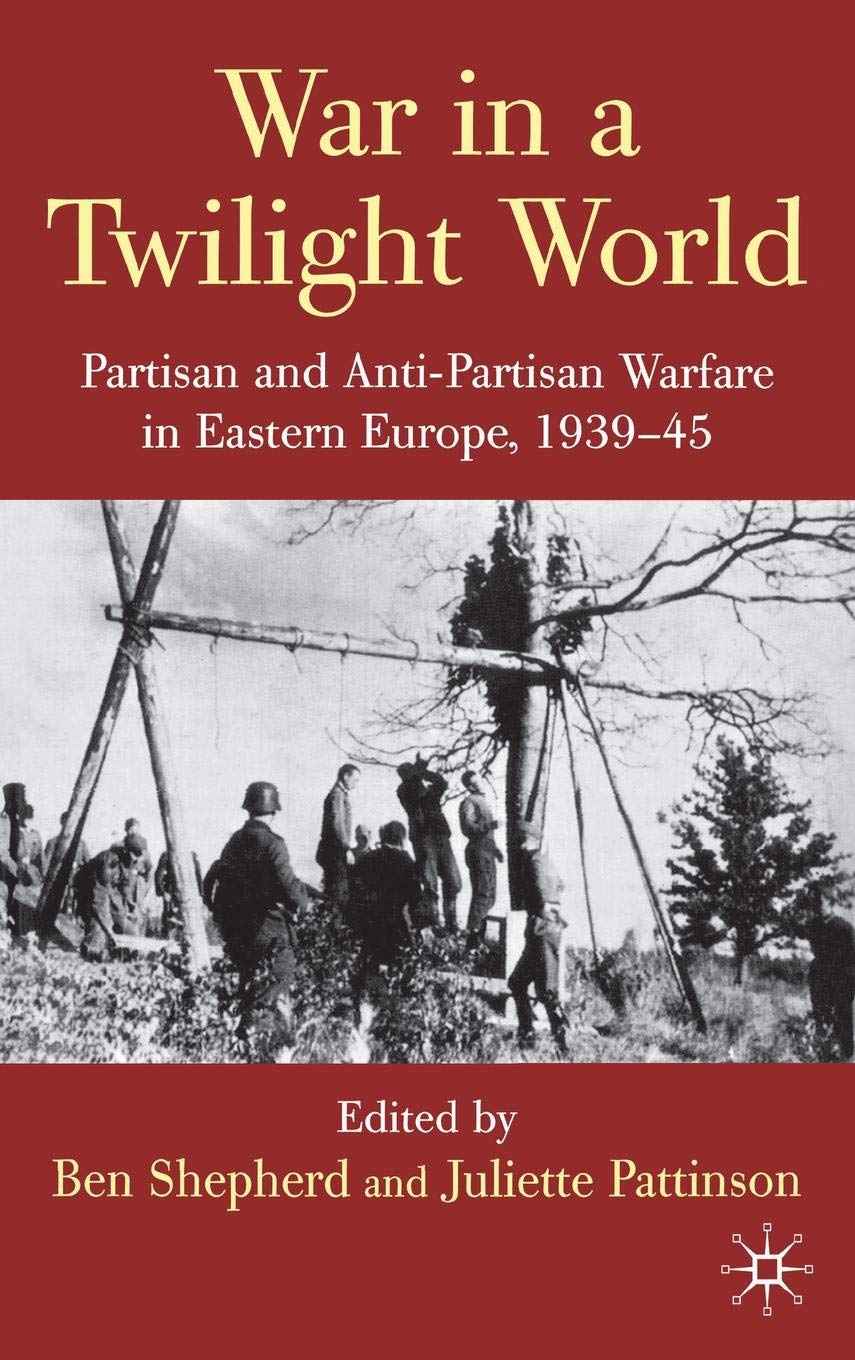 War in a
Twilight World
Partisan and Anti-Partisan Warfare
in Eastern Europe, 1939–45
Edited by
Ben Shepherd and Juliette Pattinson